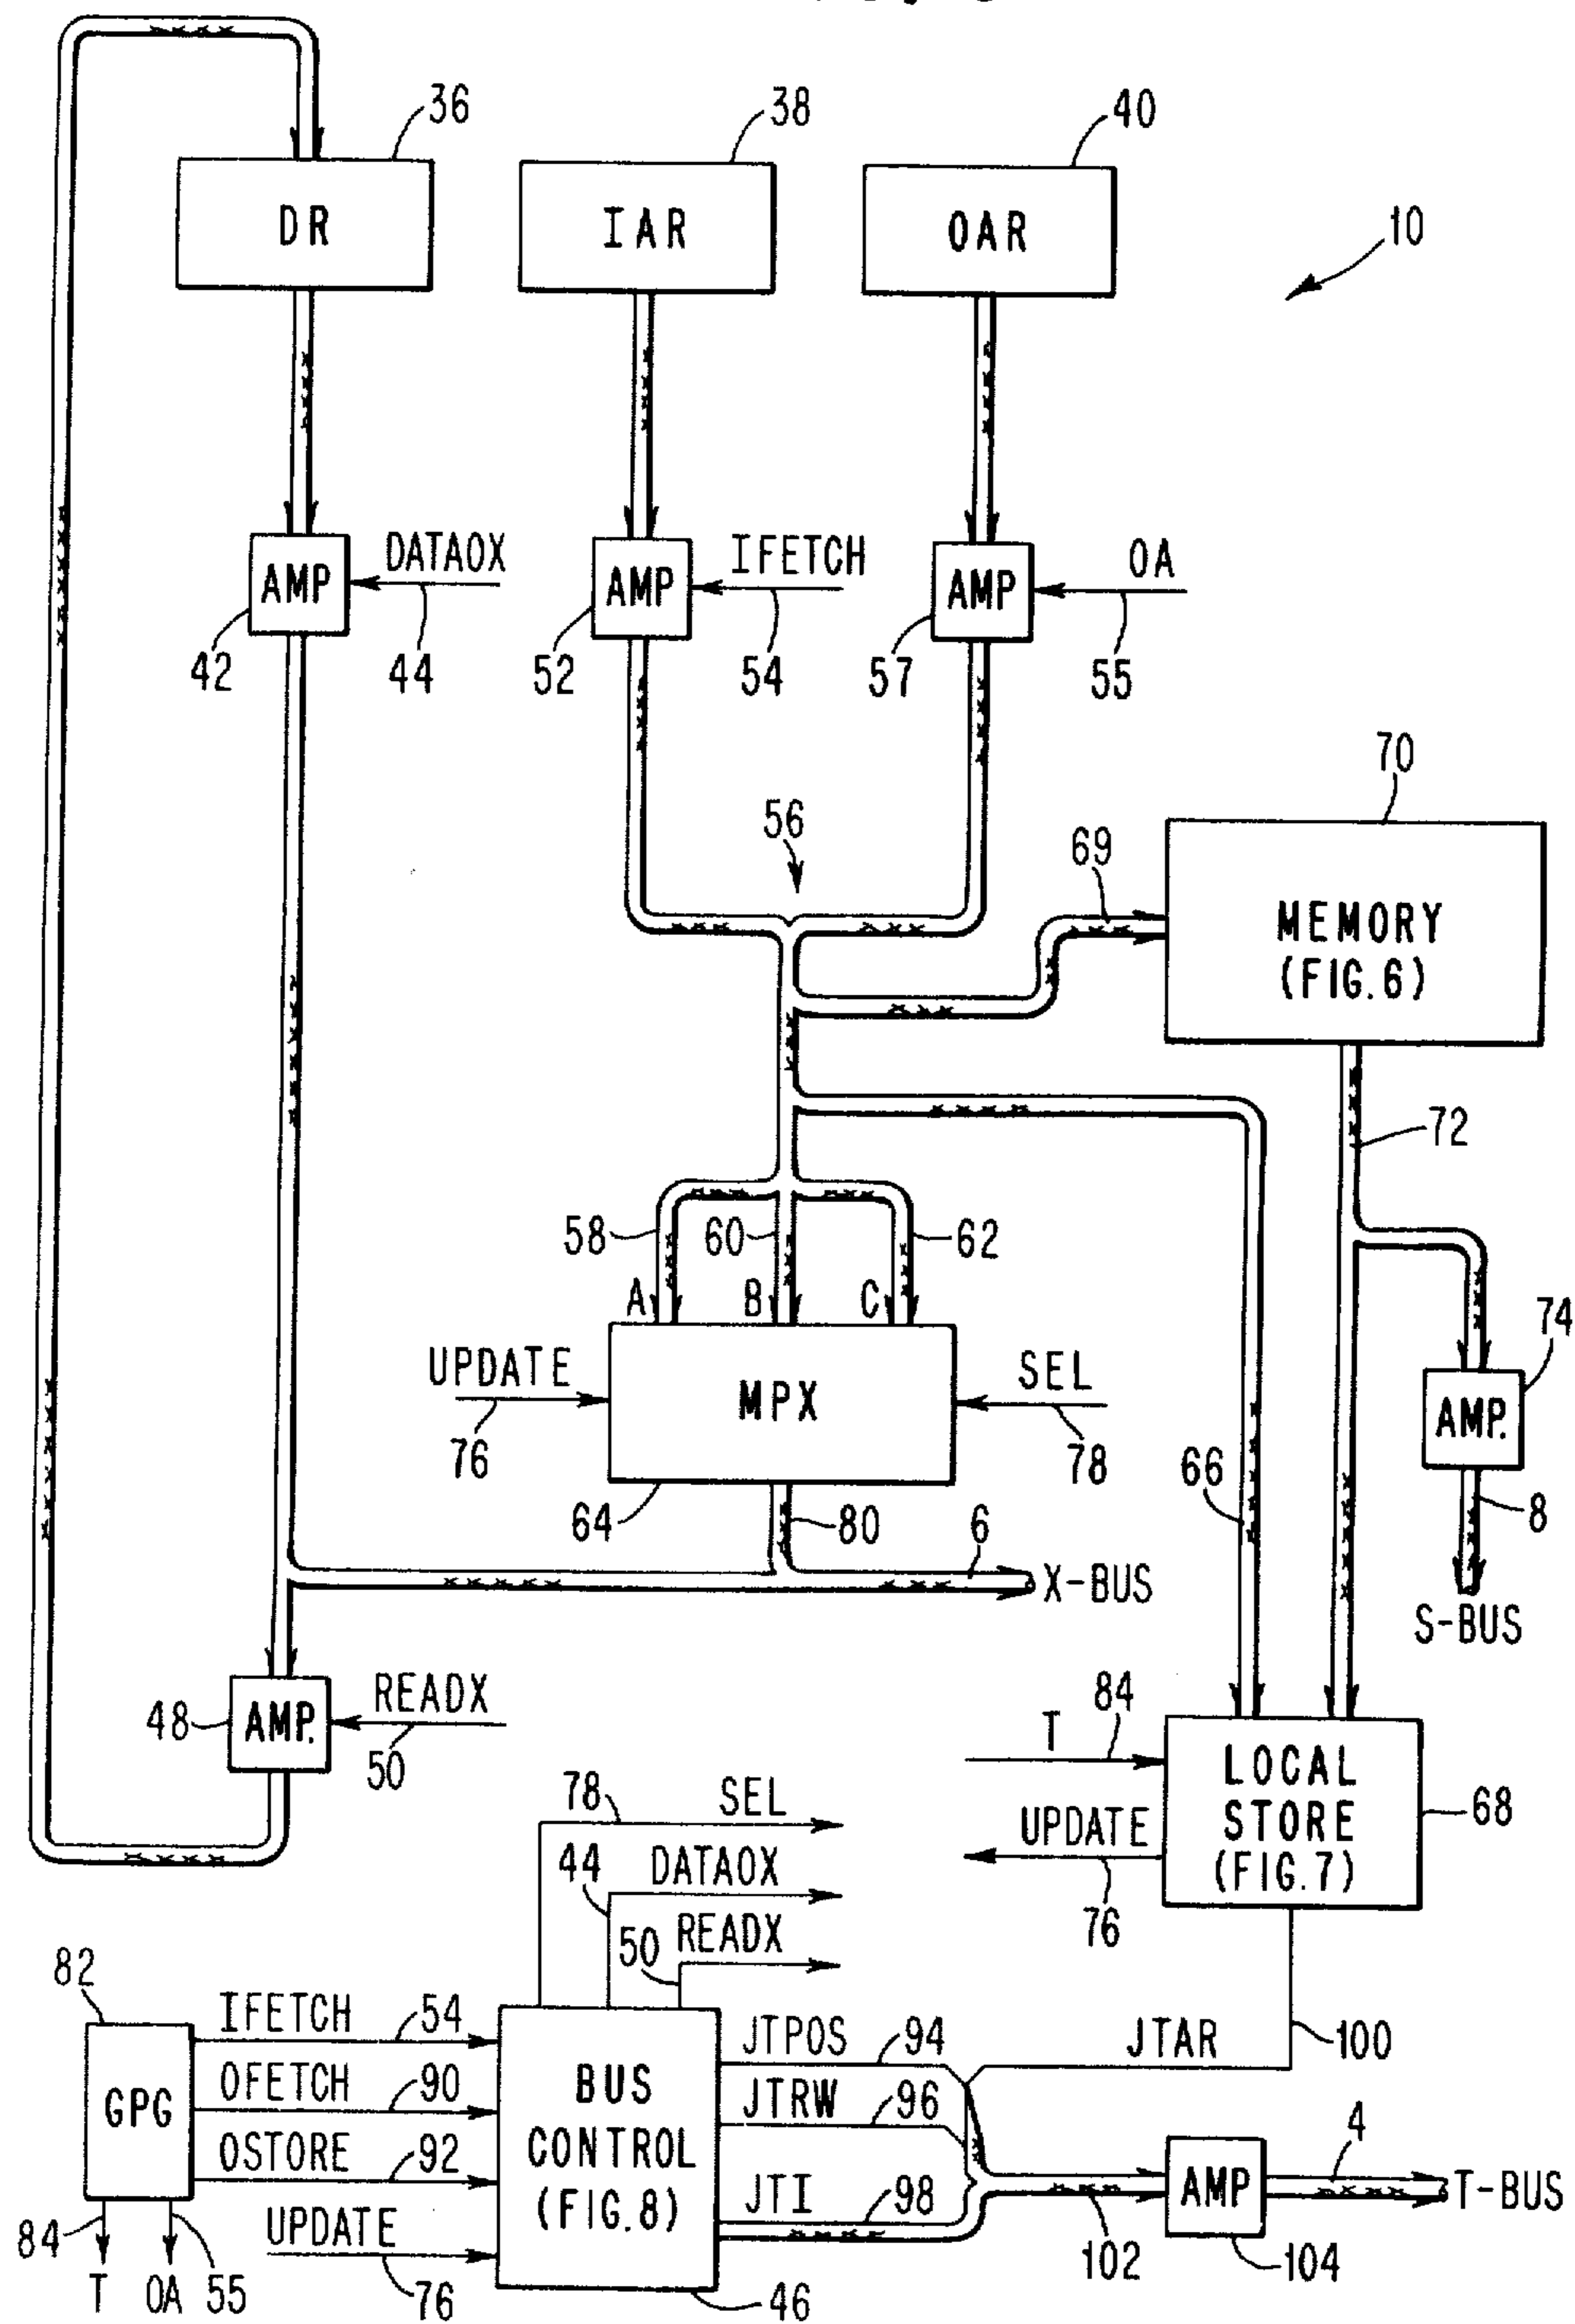 36
38
40
DR
IAR
OAR
10
DATAOX
IFETCH
OA
AMP
AMP
AMP
42
44
52
54
57
55
70
56
69
MEMORY
(FIG.6)
72
58
60
62
A
B
C
74
UPDATE
SEL
MPX
AMP.
76
78
66
64
80
6
8
X-BUS
S-BUS
READX
84
48
AMP.
T
50
LOCAL
STORE
(FIG.7)
68
78
SEL
UPDATE
44
DATAOX
76
50
READX
82
IFETCH
54
JTPOS
94
JTAR
100
GPG
OFETCH
90
BUS
CONTROL
(FIG.8)
JTRW
96
4
OSTORE
92
JTI
98
AMP
T-BUS
84
UPDATE
102
104
T
OA
55
76
46